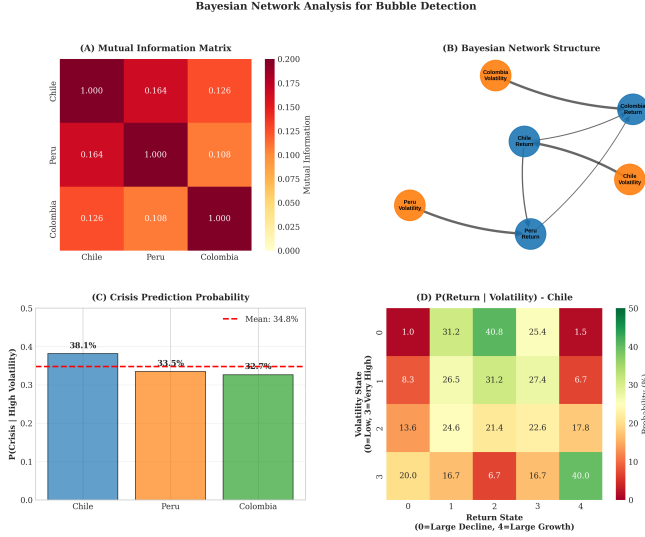 Bayesian Network Analysis for Bubble Detection
(A) Mutual Information Matrix
Chile
Peru
Colombia
1.000 0.164 0.126
0.164 1.000 0.108
0.126 0.108 1.000
Chile Peru Colombia
0.200
0.175
0.150
0.125
0.100
0.075
0.050
0.025
0.000
Mutual Information
(B) Bayesian Network Structure
Colombia
Volatility
Colombia
Return
Chile
Return
Chile
Volatility
Peru
Volatility
Peru
Return
(C) Crisis Prediction Probability
P(Crisis | High Volatility)
0.5
0.4
0.3
0.2
0.1
0.0
Mean: 34.8%
38.1%
33.5%
32.7%
Chile Peru Colombia
(D) P(Return | Volatility) - Chile
Volatility State
(0=Low, 3=Very High)
0 1.0 31.2 40.8 25.4 1.5
1 8.3 26.5 31.2 27.4 6.7
2 13.6 24.6 21.4 22.6 17.8
3 20.0 16.7 6.7 16.7 40.0
0 1 2 3 4
Return State
(0=Large Decline, 4=Large Growth)
50
40
30
20
10
0
Probability (%)